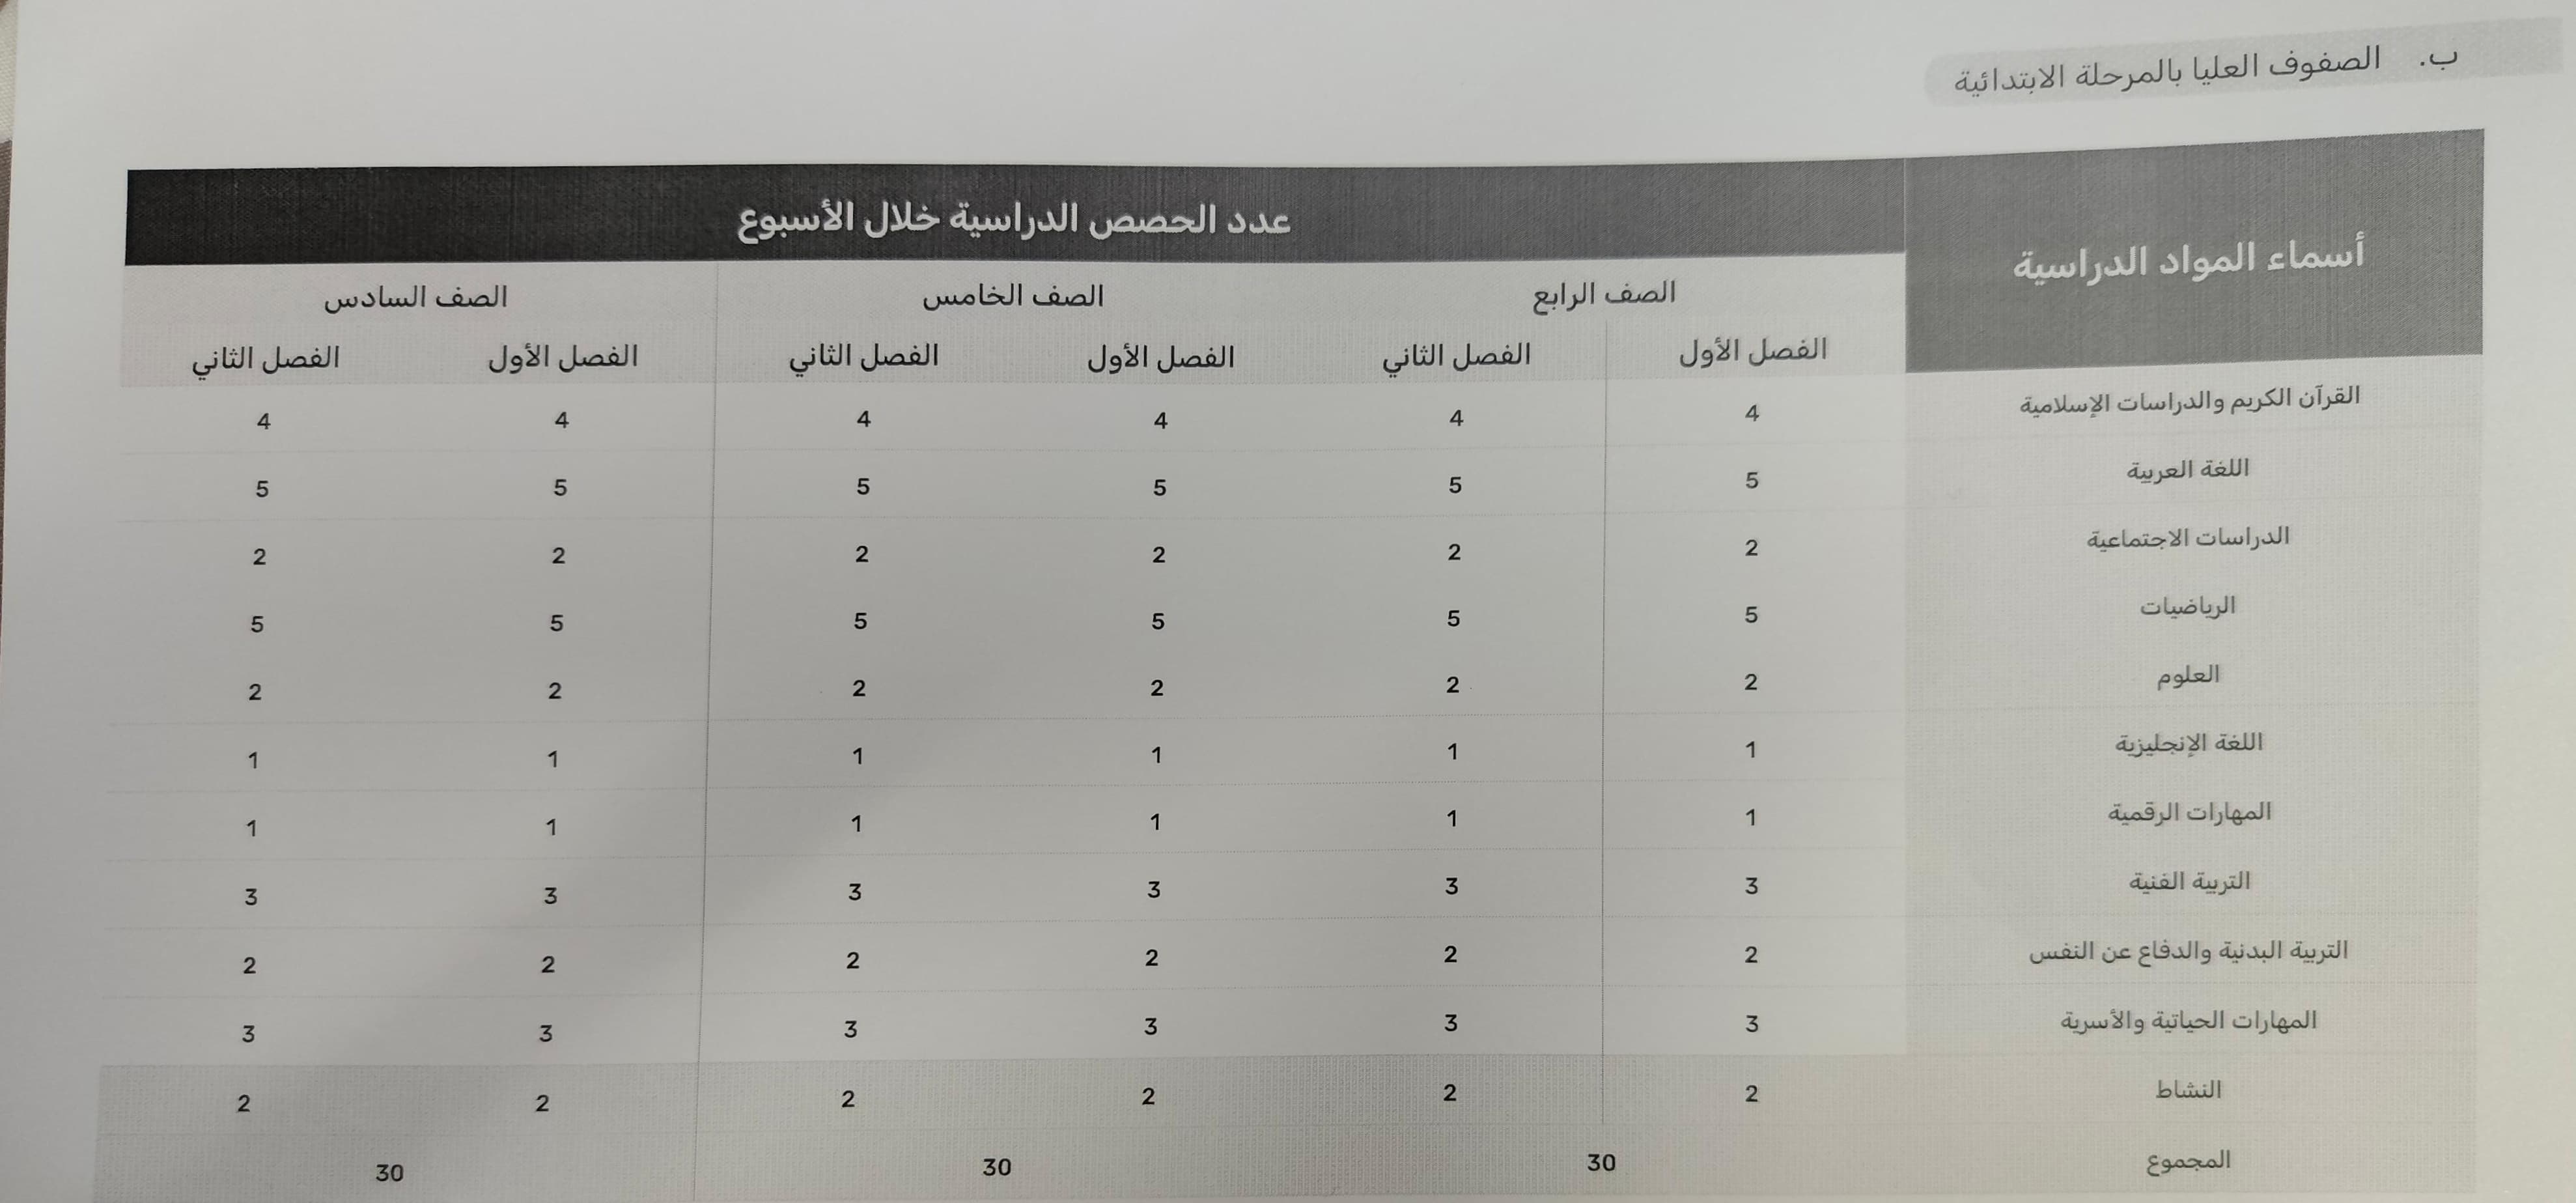 ب. الصفوف العليا بالمرحلة الابتدائية
أسماء المواد الدراسية عدد الحصص الدراسية خلال الأسبوع
الصف الرابع الصف الخامس الصف السادس
الفصل الأول الفصل الثاني الفصل الأول الفصل الثاني الفصل الأول الفصل الثاني
القرآن الكريم والدراسات الإسلامية 4 4 4 4 4 4
اللغة العربية 5 5 5 5 5 5
الدراسات الاجتماعية 2 2 2 2 2 2
الرياضيات 5 5 5 5 5 5
العلوم 2 2 2 2 2 2
اللغة الإنجليزية 1 1 1 1 1 1
المهارات الرقمية 1 1 1 1 1 1
التربية الفنية 3 3 3 3 3 3
التربية البدنية والدفاع عن النفس 2 2 2 2 2 2
المهارات الحياتية والأسرية 3 3 3 3 3 3
النشاط 2 2 2 2 2 2
المجموع 30 30 30